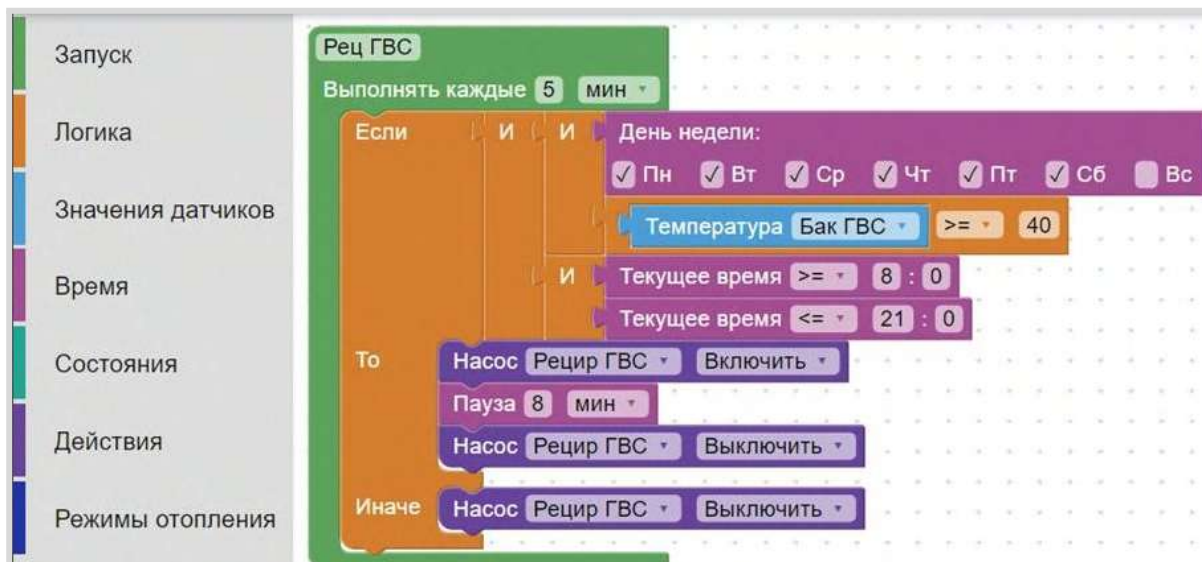 Запуск
Логика
Значения датчиков
Время
Состояния
Действия
Режимы отопления
Рец ГВС
Выполнять каждые 5 мин
Если И И День недели:
Пн Вт Ср Чт Пт Сб Вс
Температура Бак ГВС >= 40
И Текущее время >= 8 : 0
Текущее время <= 21 : 0
То Насос Рецир ГВС Включить
Пауза 8 мин
Насос Рецир ГВС Выключить
Иначе Насос Рецир ГВС Выключить